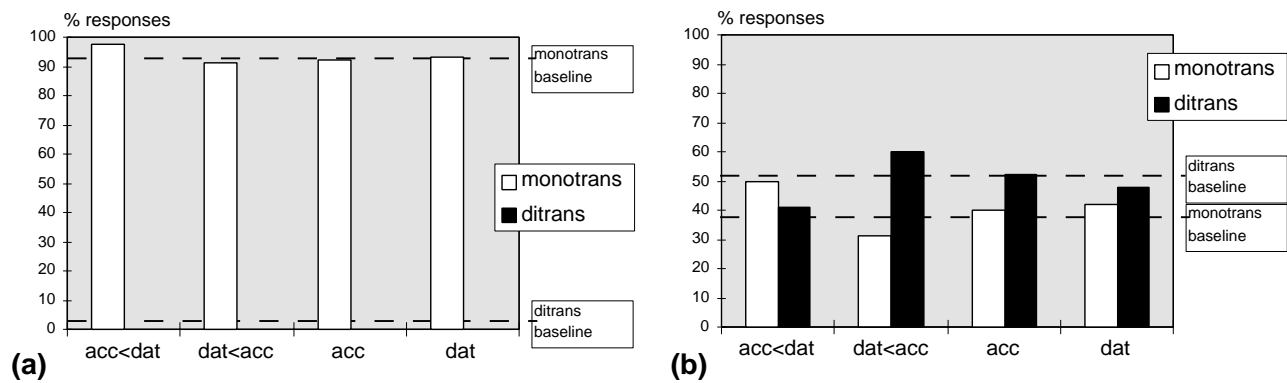 % responses
100
90
80
70
60
50
40
30
20
10
0
monotrans
baseline
monotrans
ditrans
ditrans
baseline
acc<dat dat<acc acc dat
(a)
% responses
100
90
80
70
60
50
40
30
20
10
0
monotrans
ditrans
ditrans
baseline
monotrans
baseline
acc<dat dat<acc acc dat
(b)